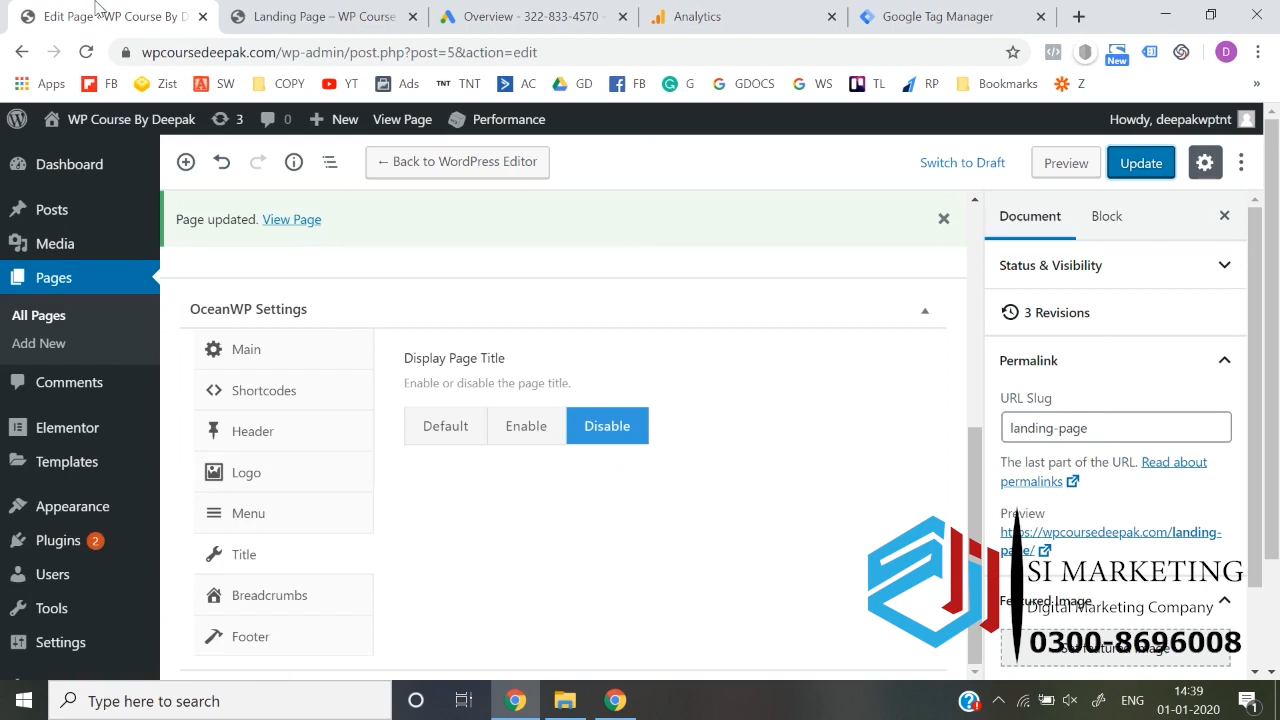 Edit Page ‹ WP Course By D
Landing Page – WP Course
Overview - 322-833-4570 -
Analytics
Google Tag Manager
wpcoursedeepak.com/wp-admin/post.php?post=5&action=edit
D
New
Apps
FB
Zist
SW
COPY
YT
Ads
TNT TNT
AC
GD
FB
G
GDOCS
WS
TL
RP
Bookmarks
Z
»
WP Course By Deepak
3
0
New
View Page
Performance
Howdy, deepakwptnt
Dashboard
Posts
Media
Pages
All Pages
Add New
Comments
Elementor
Templates
Appearance
Plugins 2
Users
Tools
Settings
← Back to WordPress Editor
Switch to Draft
Preview
Update
Page updated. View Page
OceanWP Settings
Main
Shortcodes
Header
Logo
Menu
Title
Breadcrumbs
Footer
Display Page Title
Enable or disable the page title.
Default
Enable
Disable
Document
Block
Status & Visibility
3 Revisions
Permalink
URL Slug
landing-page
The last part of the URL. Read about
permalinks
Preview
https://wpcoursedeepak.com/landing-
page/
SI MARKETING
Featured Image
Digital Marketing Company
0300-8696008
Type here to search
ENG
14:39
01-01-2020
1